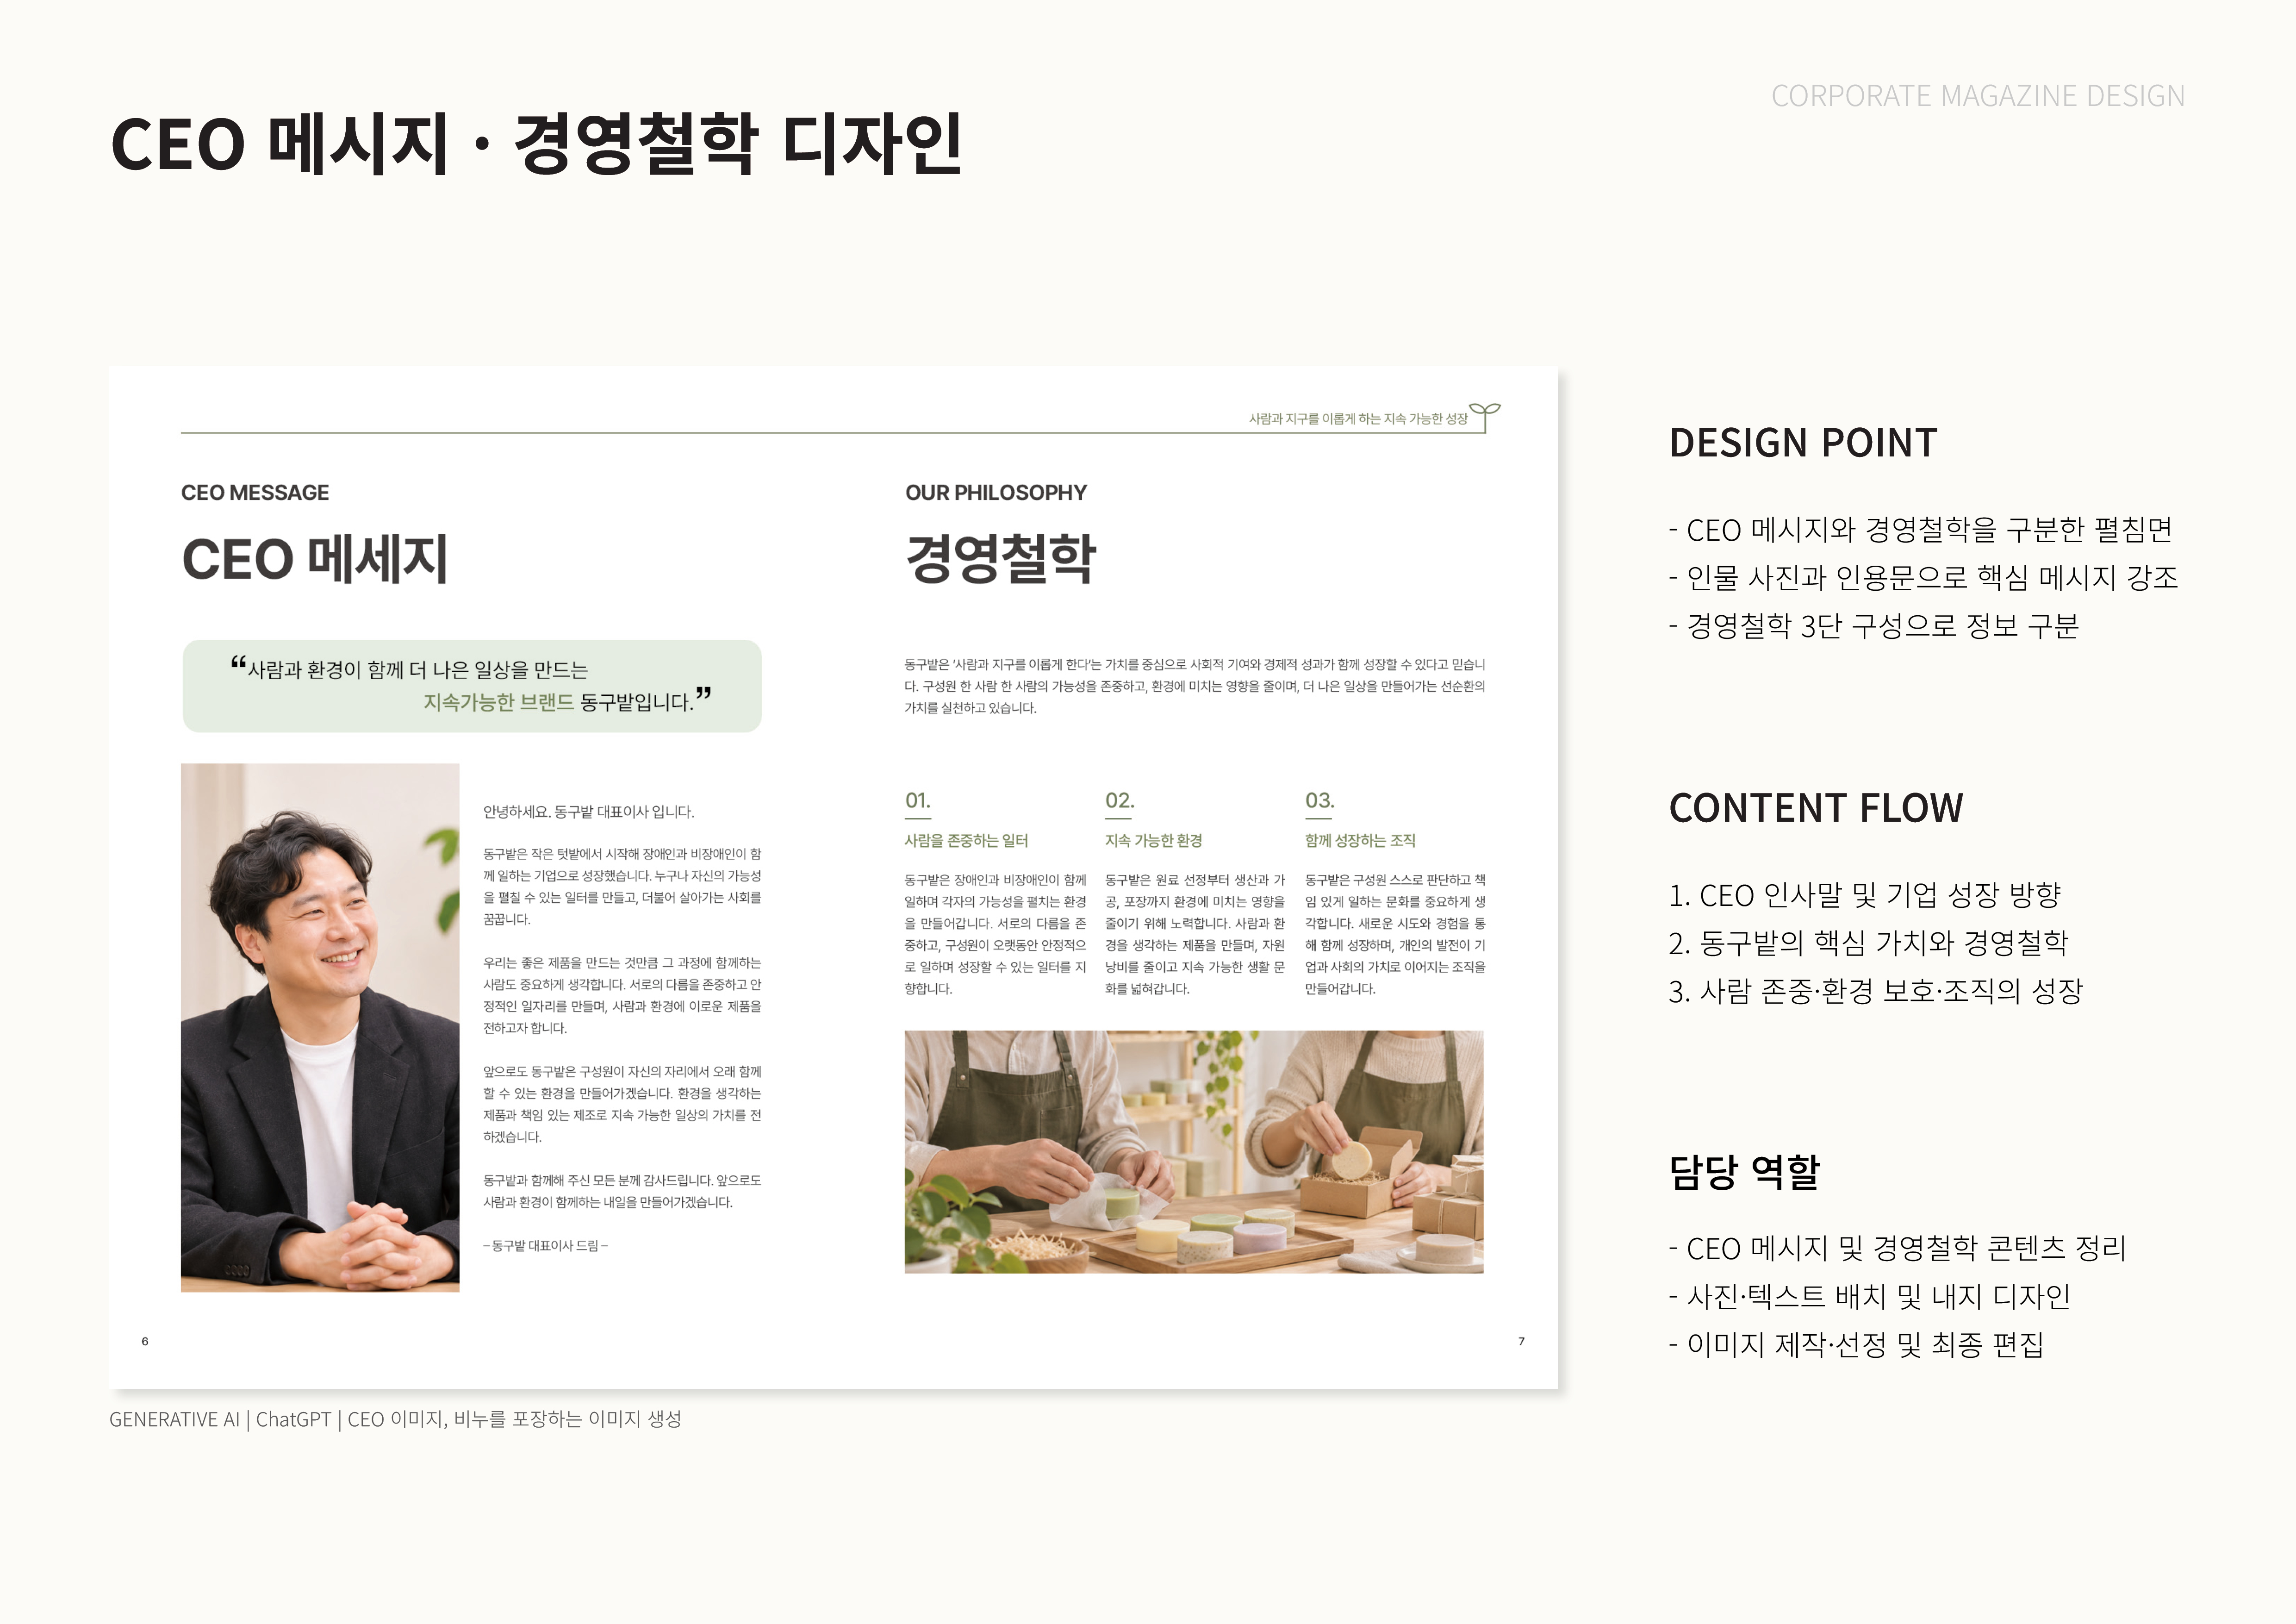 CORPORATE MAGAZINE DESIGN
CEO 메시지 · 경영철학 디자인
사람과 지구를 이롭게 하는 지속 가능한 성장
CEO MESSAGE
CEO 메세지
“사람과 환경이 함께 더 나은 일상을 만드는
지속가능한 브랜드 동구밭입니다.”
안녕하세요. 동구밭 대표이사 입니다.
동구밭은 작은 텃밭에서 시작해 장애인과 비장애인이 함
께 일하는 기업으로 성장했습니다. 누구나 자신의 가능성
을 펼칠 수 있는 일터를 만들고, 더불어 살아가는 사회를
꿈꿉니다.
우리는 좋은 제품을 만드는 것만큼 그 과정에 함께하는
사람도 중요하게 생각합니다. 서로의 다름을 존중하고 안
정적인 일자리를 만들며, 사람과 환경에 이로운 제품을
전하고자 합니다.
앞으로도 동구밭은 구성원이 자신의 자리에서 오래 함께
할 수 있는 환경을 만들어가겠습니다. 환경을 생각하는
제품과 책임 있는 제조로 지속 가능한 일상의 가치를 전
하겠습니다.
동구밭과 함께해 주신 모든 분께 감사드립니다. 앞으로도
사람과 환경이 함께하는 내일을 만들어가겠습니다.
– 동구밭 대표이사 드림 –
6
OUR PHILOSOPHY
경영철학
동구밭은 ‘사람과 지구를 이롭게 한다’는 가치를 중심으로 사회적 기여와 경제적 성과가 함께 성장할 수 있다고 믿습니
다. 구성원 한 사람 한 사람의 가능성을 존중하고, 환경에 미치는 영향을 줄이며, 더 나은 일상을 만들어가는 선순환의
가치를 실천하고 있습니다.
01.
사람을 존중하는 일터
동구밭은 장애인과 비장애인이 함께
일하며 각자의 가능성을 펼치는 환경
을 만들어갑니다. 서로의 다름을 존
중하고, 구성원이 오랫동안 안정적으
로 일하며 성장할 수 있는 일터를 지
향합니다.
02.
지속 가능한 환경
동구밭은 원료 선정부터 생산과 가
공, 포장까지 환경에 미치는 영향을
줄이기 위해 노력합니다. 사람과 환
경을 생각하는 제품을 만들며, 자원
낭비를 줄이고 지속 가능한 생활 문
화를 넓혀갑니다.
03.
함께 성장하는 조직
동구밭은 구성원 스스로 판단하고 책
임 있게 일하는 문화를 중요하게 생
각합니다. 새로운 시도와 경험을 통
해 함께 성장하며, 개인의 발전이 기
업과 사회의 가치로 이어지는 조직을
만들어갑니다.
7
GENERATIVE AI | ChatGPT | CEO 이미지, 비누를 포장하는 이미지 생성
DESIGN POINT
- CEO 메시지와 경영철학을 구분한 펼침면
- 인물 사진과 인용문으로 핵심 메시지 강조
- 경영철학 3단 구성으로 정보 구분
CONTENT FLOW
1. CEO 인사말 및 기업 성장 방향
2. 동구밭의 핵심 가치와 경영철학
3. 사람 존중·환경 보호·조직의 성장
담당 역할
- CEO 메시지 및 경영철학 콘텐츠 정리
- 사진·텍스트 배치 및 내지 디자인
- 이미지 제작·선정 및 최종 편집